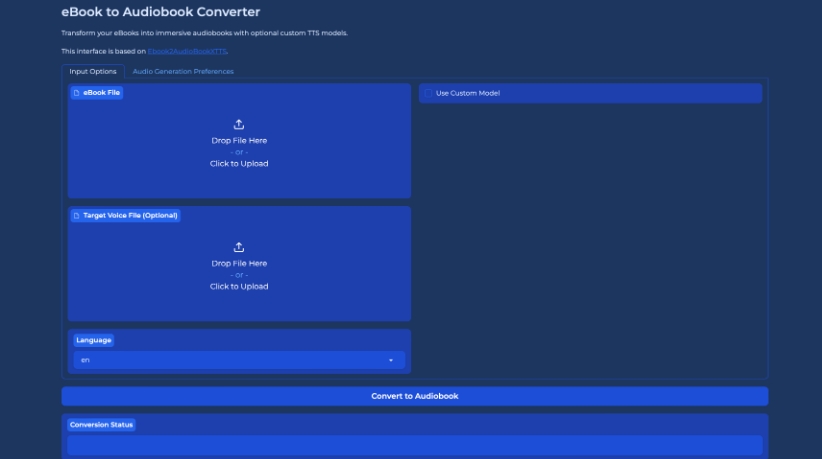 eBook to Audiobook Converter
Transform your eBooks into immersive audiobooks with optional custom TTS models.
This interface is based on Ebook2AudioBookXTTS.
Input Options
Audio Generation Preferences
eBook File
Drop File Here
- or -
Click to Upload
Use Custom Model
Target Voice File (Optional)
Drop File Here
- or -
Click to Upload
Language
en
Convert to Audiobook
Conversion Status